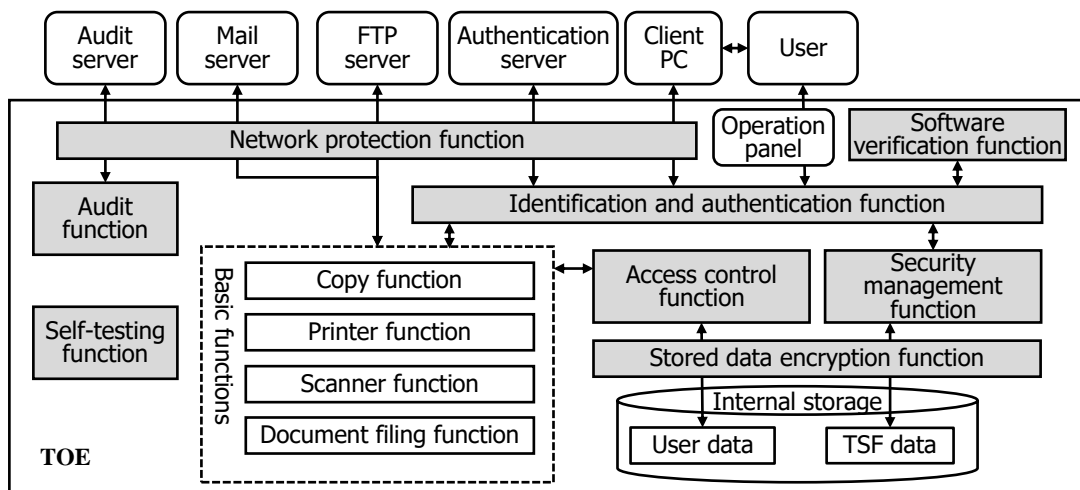 Audit
server
Mail
server
FTP
server
Authentication
server
Client
PC
User
Network protection function
Operation
panel
Software
verification function
Audit
function
Identification and authentication function
Basic functions
Copy function
Printer function
Scanner function
Document filing function
Access control
function
Security
management
function
Self-testing
function
Stored data encryption function
Internal storage
User data
TSF data
TOE